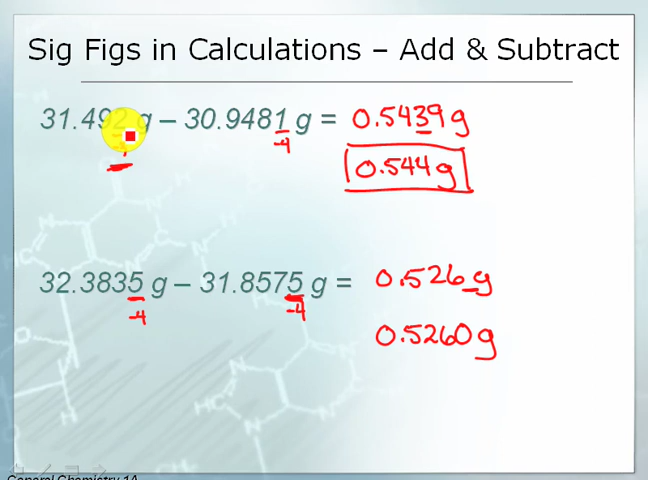 Sig Figs in Calculations – Add & Subtract
31.492 g – 30.9481 g = 0.5439 g
-4
0.544 g
32.3835 g – 31.8575 g = 0.526 g
-4 -4
0.5260 g
General Chemistry 1A